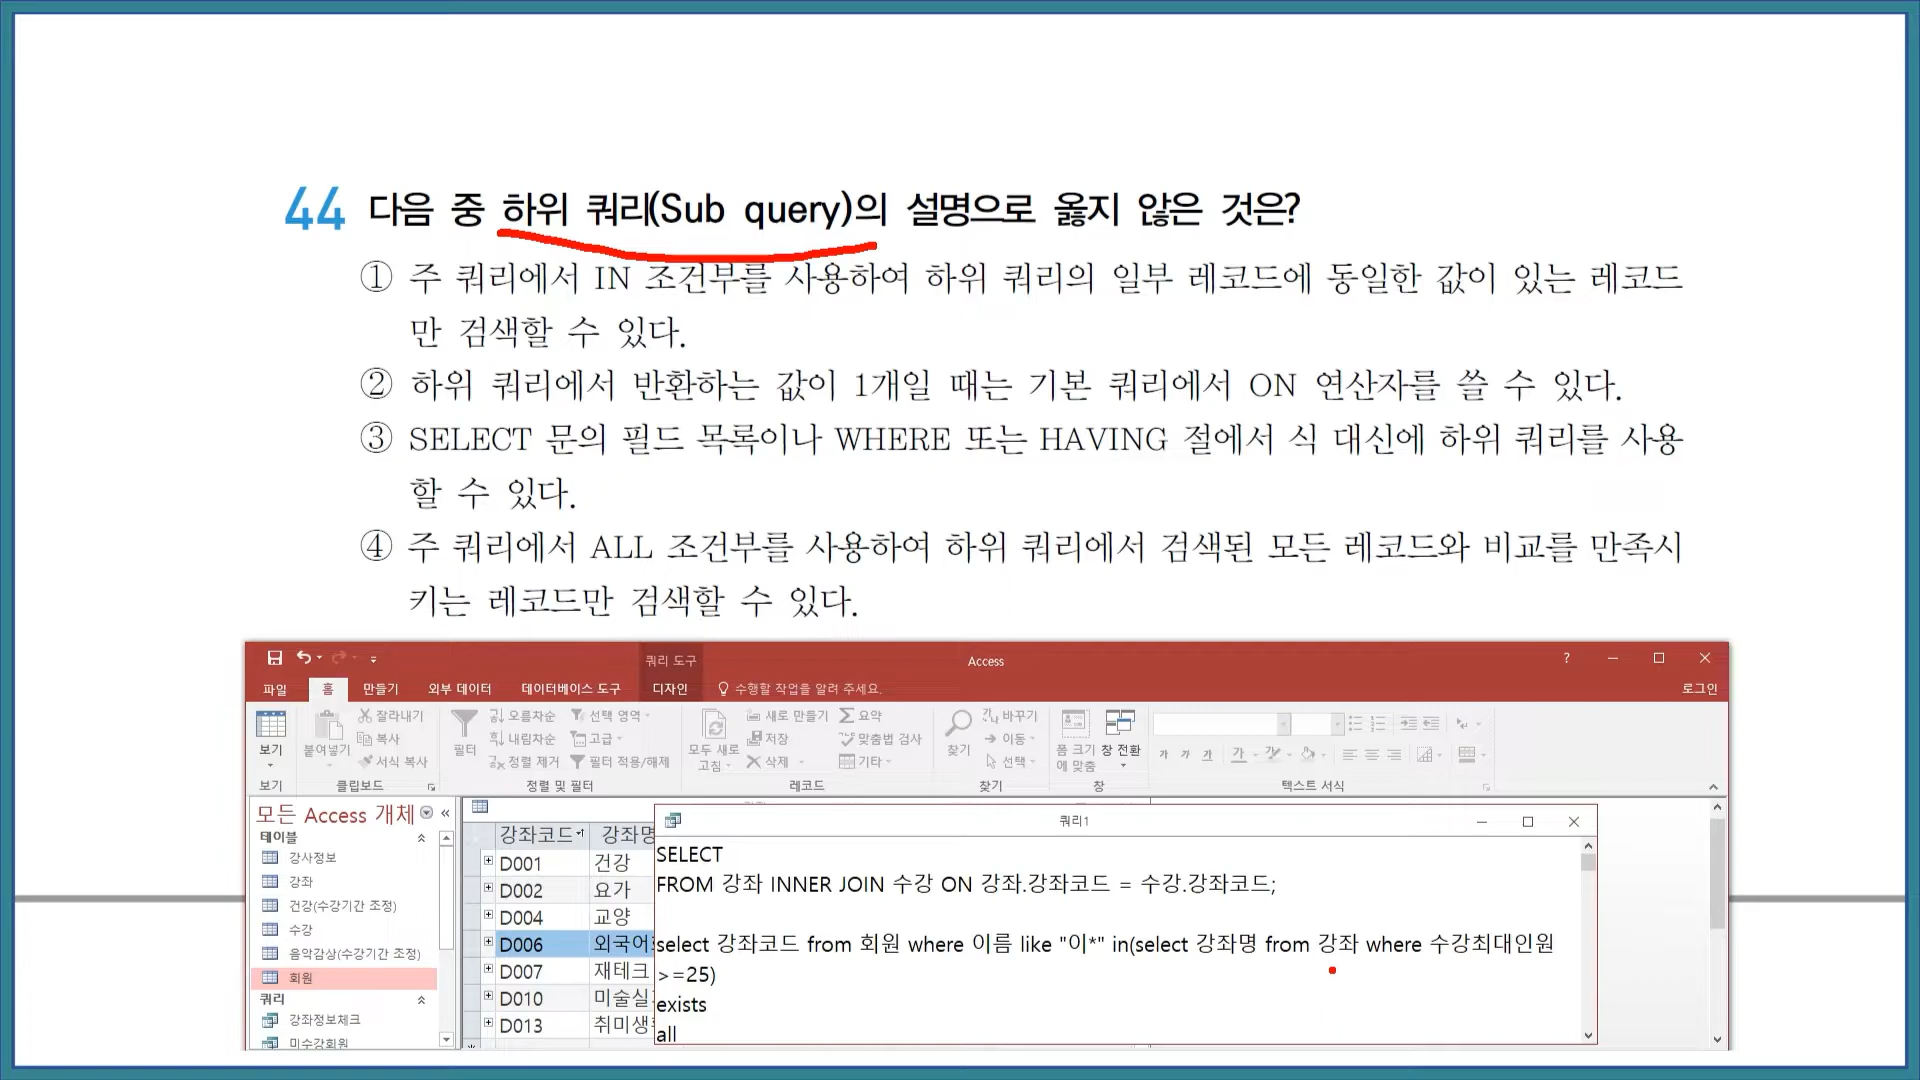 44 다음 중 하위 쿼리(Sub query)의 설명으로 옳지 않은 것은?
① 주 쿼리에서 IN 조건부를 사용하여 하위 쿼리의 일부 레코드에 동일한 값이 있는 레코드
만 검색할 수 있다.
② 하위 쿼리에서 반환하는 값이 1개일 때는 기본 쿼리에서 ON 연산자를 쓸 수 있다.
③ SELECT 문의 필드 목록이나 WHERE 또는 HAVING 절에서 식 대신에 하위 쿼리를 사용
할 수 있다.
④ 주 쿼리에서 ALL 조건부를 사용하여 하위 쿼리에서 검색된 모든 레코드와 비교를 만족시
키는 레코드만 검색할 수 있다.
쿼리 도구 Access ?
파일 홈 만들기 외부 데이터 데이터베이스 도구 디자인 수행할 작업을 알려 주세요. 로그인
잘라내기 오름차순 선택 영역 새로 만들기 요약 바꾸기
보기 붙여넣기 복사 필터 내림차순 고급 모두 새로 고침 저장 맞춤법 검사 찾기 이동 폼 크기에 맞춤 창 전환
서식 복사 정렬 제거 필터 적용/해제 삭제 기타 선택 가 가 가 가
보기 클립보드 정렬 및 필터 레코드 찾기 창 텍스트 서식
모든 Access 개체
테이블
강사정보
강좌
건강(수강기간 조정)
수강
음악감상(수강기간 조정)
회원
쿼리
강좌정보체크
미수강회원
강좌코드 강좌명
D001 건강
D002 요가
D004 교양
D006 외국어
D007 재테크
D010 미술실
D013 취미생
쿼리1
SELECT
FROM 강좌 INNER JOIN 수강 ON 강좌.강좌코드 = 수강.강좌코드;
select 강좌코드 from 회원 where 이름 like "이*" in(select 강좌명 from 강좌 where 수강최대인원
>=25)
exists
all